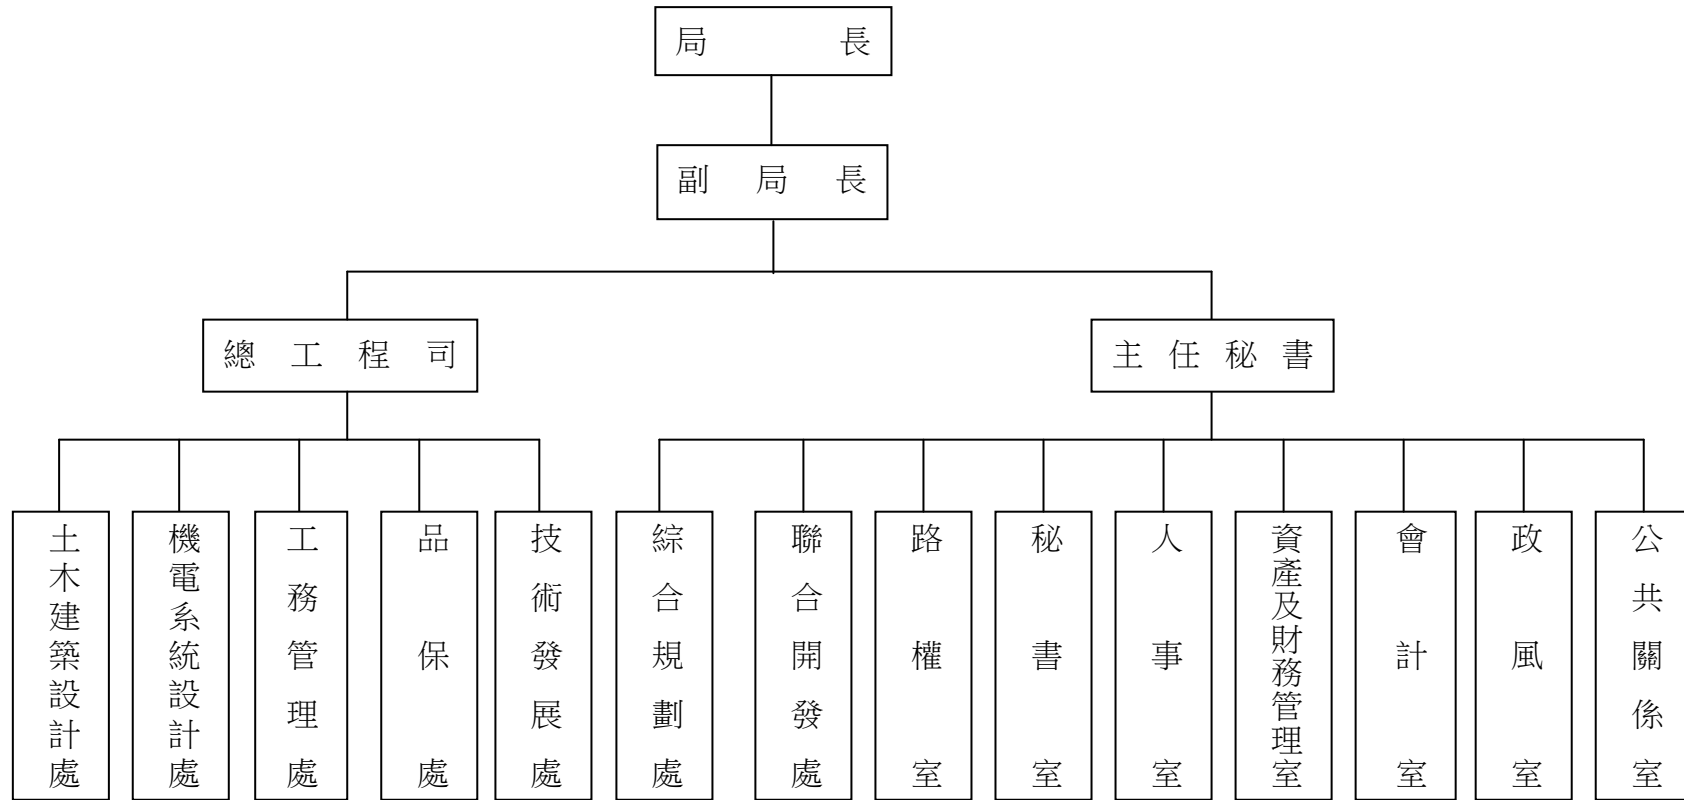 局長
副局長
總工程司
主任秘書
土木建築設計處
機電系統設計處
工務管理處
品保處
技術發展處
綜合規劃處
聯合開發處
路權室
秘書室
人事室
資產及財務管理室
會計室
政風室
公共關係室